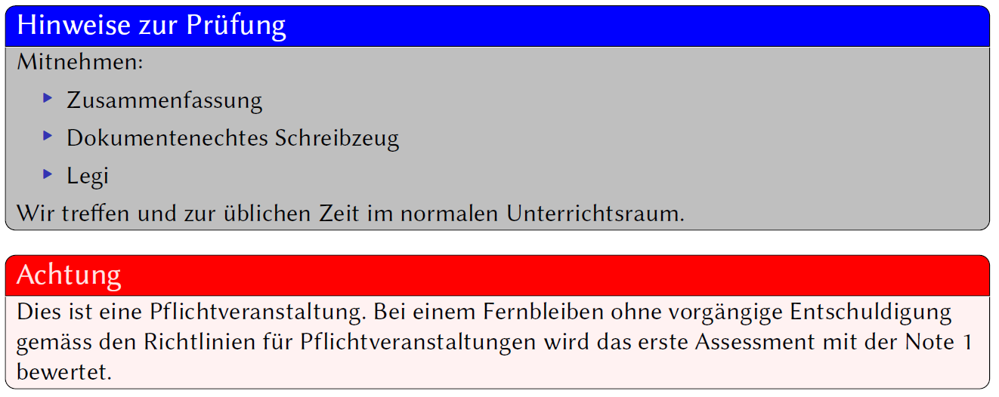 Hinweise zur Prüfung
Mitnehmen:
Zusammenfassung
Dokumentenechtes Schreibzeug
Legi
Wir treffen und zur üblichen Zeit im normalen Unterrichtsraum.
Achtung
Dies ist eine Pflichtveranstaltung. Bei einem Fernbleiben ohne vorgängige Entschuldigung
gemäss den Richtlinien für Pflichtveranstaltungen wird das erste Assessment mit der Note 1
bewertet.